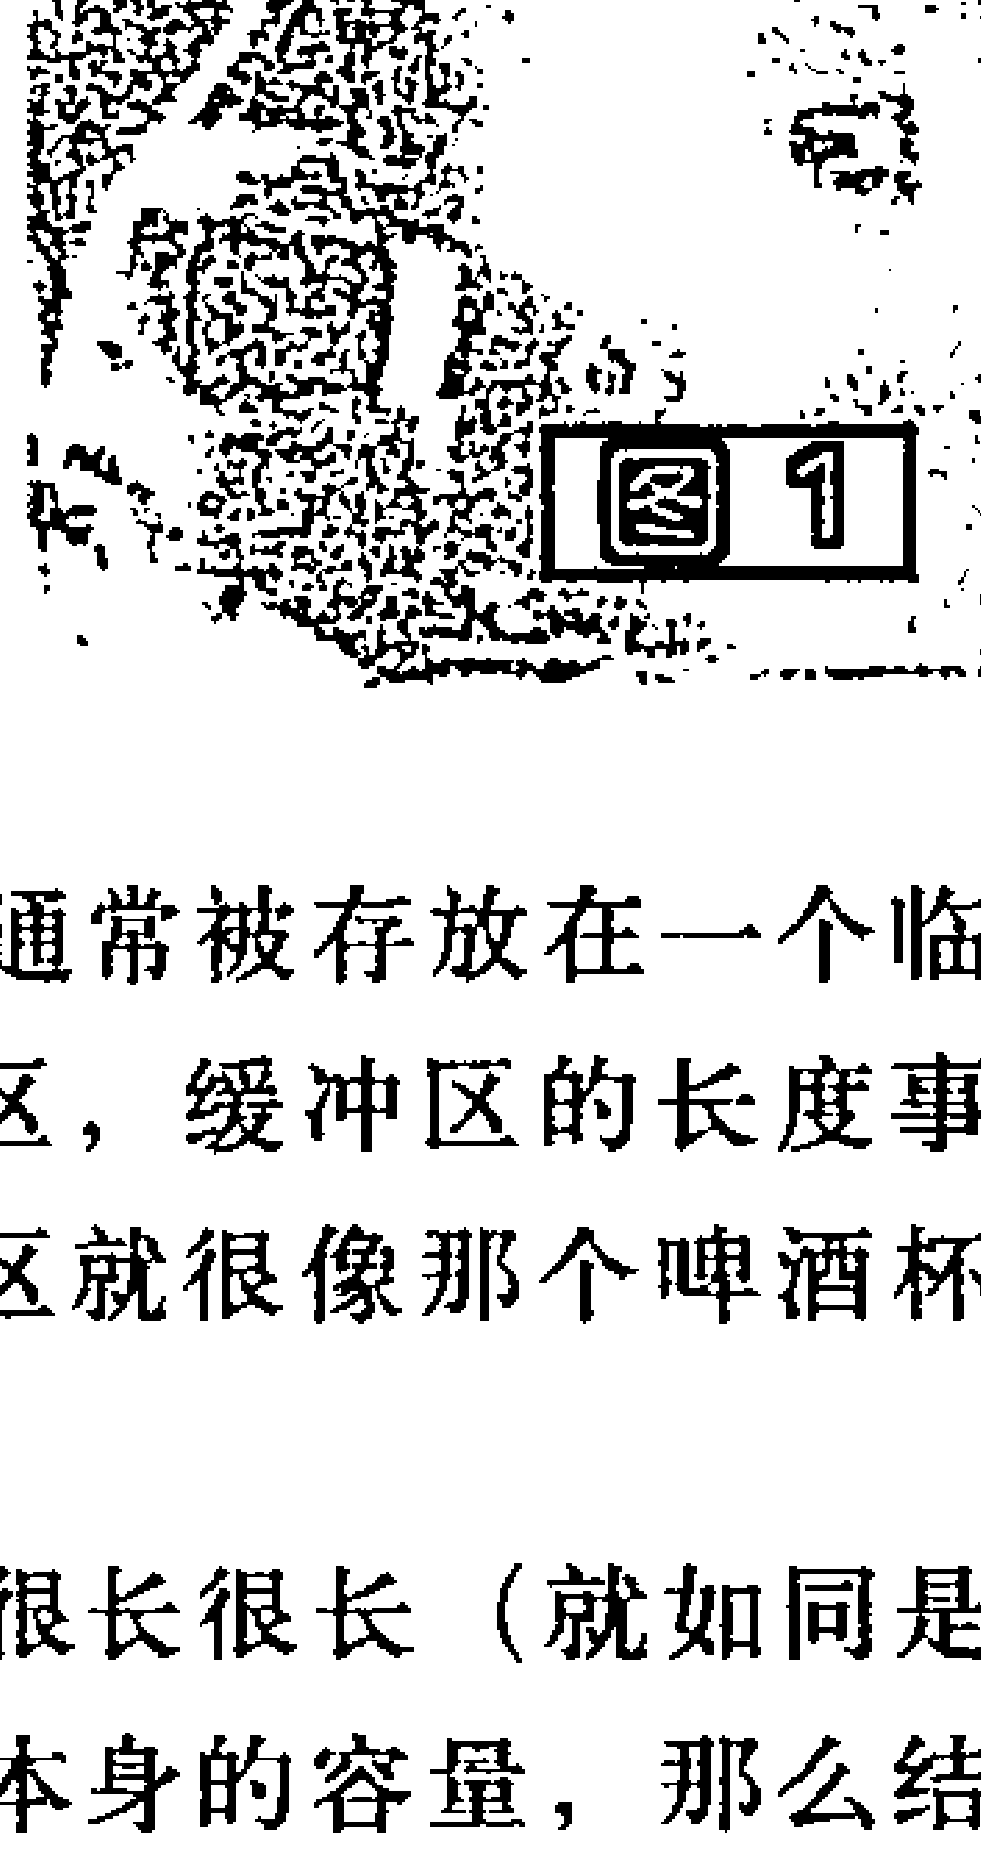 图 1
通常被存放在一个临
区，缓冲区的长度事
区就很像那个啤酒杯
很长很长（就如同是
本身的容量，那么结